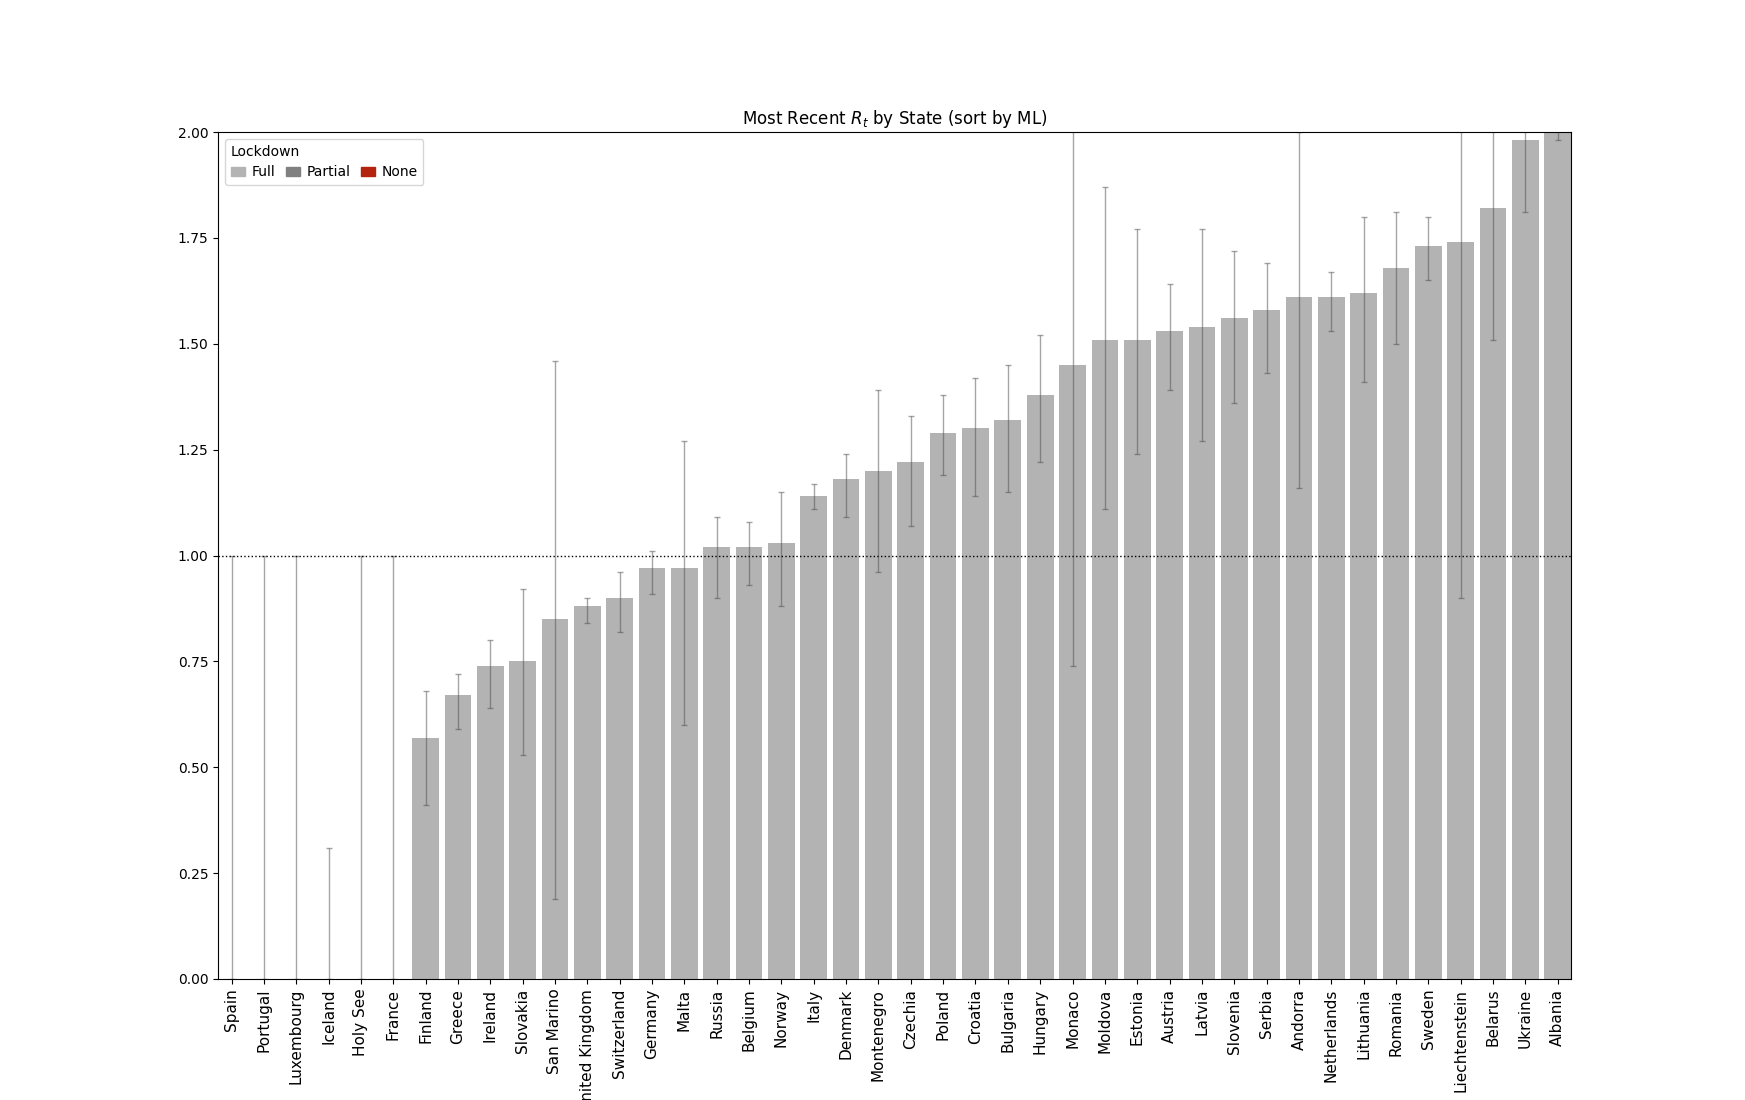 Most Recent Rt by State (sort by ML)
Lockdown
Full Partial None
2.00
1.75
1.50
1.25
1.00
0.75
0.50
0.25
0.00
Spain
Portugal
Luxembourg
Iceland
Holy See
France
Finland
Greece
Ireland
Slovakia
San Marino
nited Kingdom
Switzerland
Germany
Malta
Russia
Belgium
Norway
Italy
Denmark
Montenegro
Czechia
Poland
Croatia
Bulgaria
Hungary
Monaco
Moldova
Estonia
Austria
Latvia
Slovenia
Serbia
Andorra
Netherlands
Lithuania
Romania
Sweden
Liechtenstein
Belarus
Ukraine
Albania